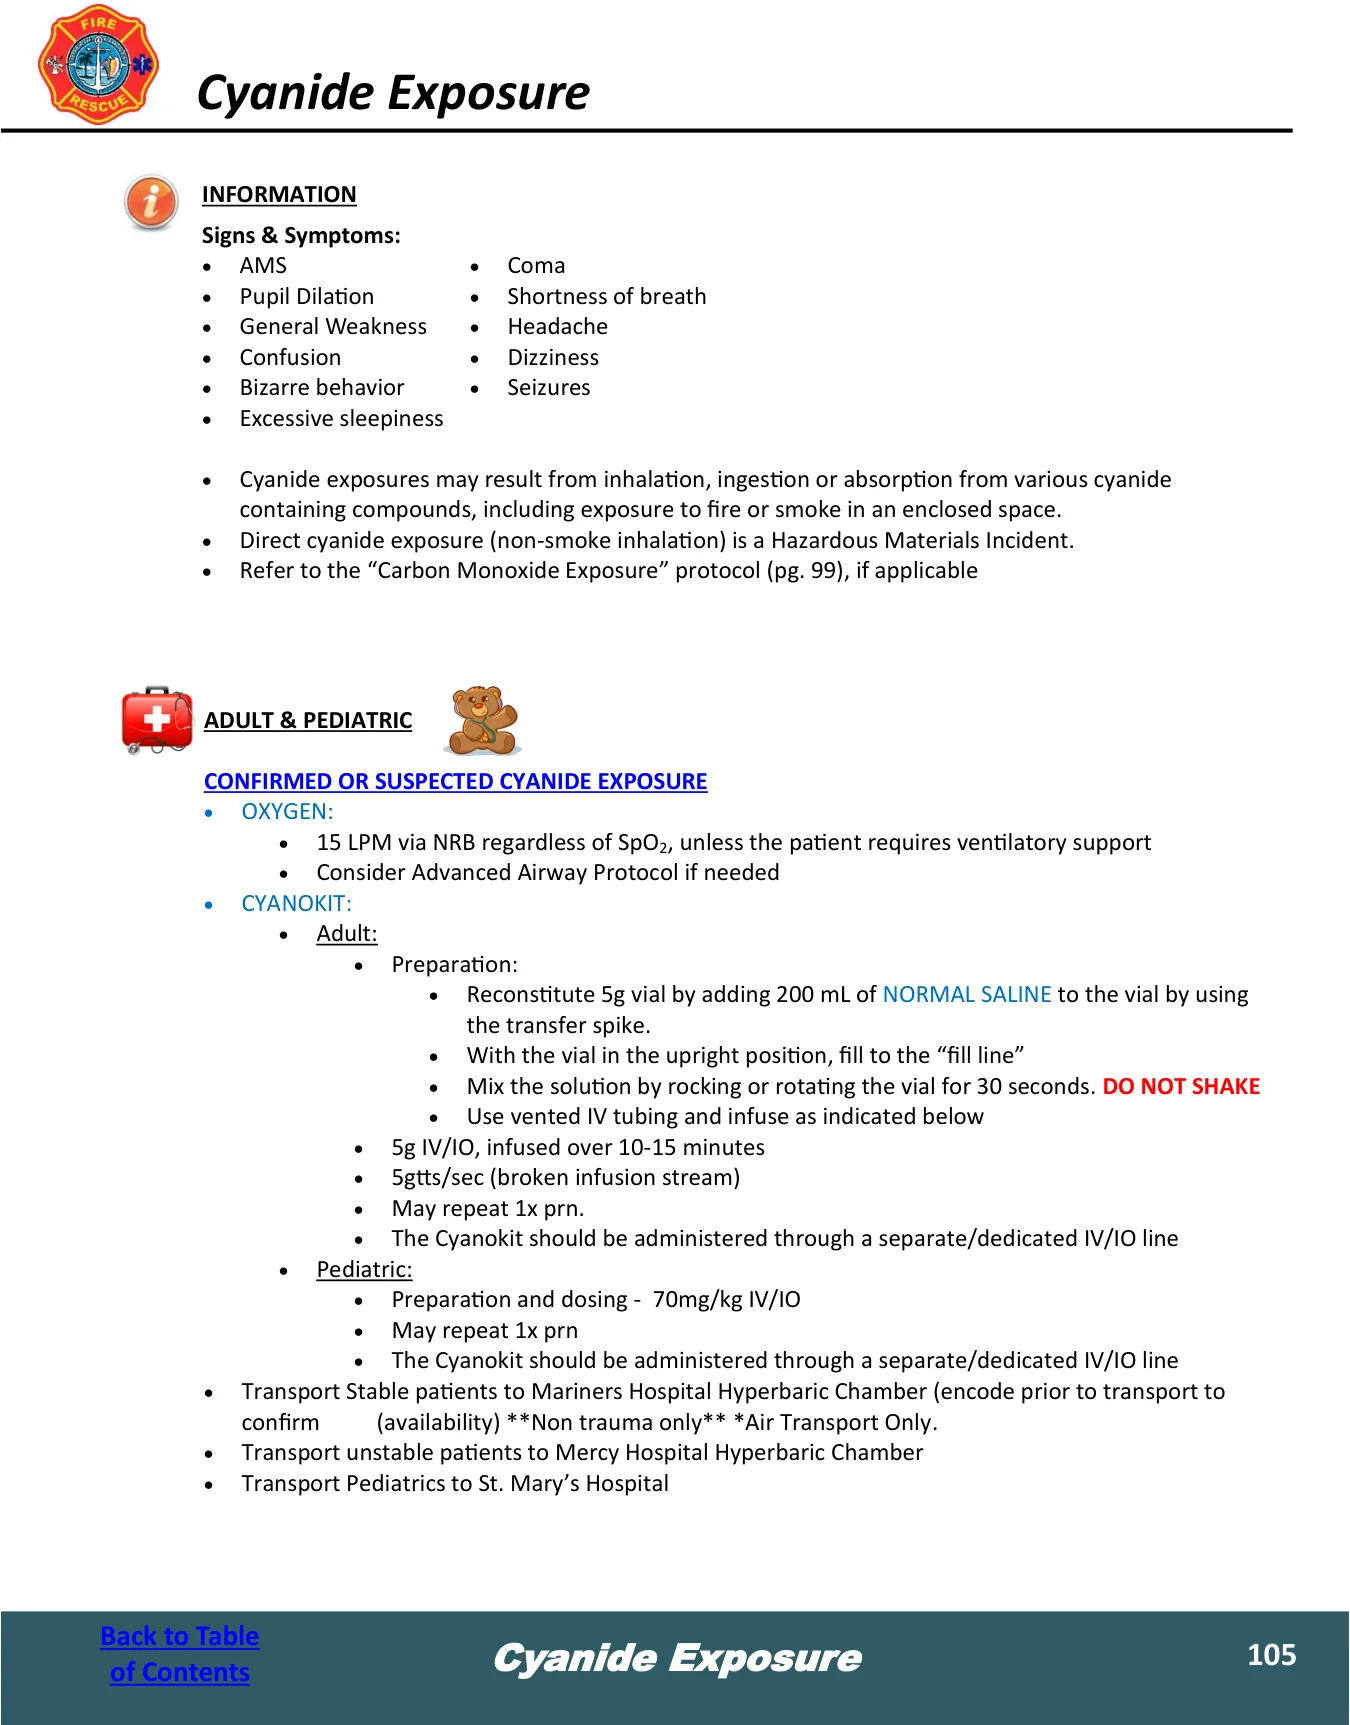 FIRE
RESCUE
Cyanide Exposure
INFORMATION
Signs & Symptoms:
• AMS
• Pupil Dilation
• General Weakness
• Confusion
• Bizarre behavior
• Excessive sleepiness
• Coma
• Shortness of breath
• Headache
• Dizziness
• Seizures
• Cyanide exposures may result from inhalation, ingestion or absorption from various cyanide
containing compounds, including exposure to fire or smoke in an enclosed space.
• Direct cyanide exposure (non-smoke inhalation) is a Hazardous Materials Incident.
• Refer to the “Carbon Monoxide Exposure” protocol (pg. 99), if applicable
ADULT & PEDIATRIC
CONFIRMED OR SUSPECTED CYANIDE EXPOSURE
• OXYGEN:
• 15 LPM via NRB regardless of SpO₂, unless the patient requires ventilatory support
• Consider Advanced Airway Protocol if needed
• CYANOKIT:
• Adult:
• Preparation:
• Reconstitute 5g vial by adding 200 mL of NORMAL SALINE to the vial by using
the transfer spike.
• With the vial in the upright position, fill to the “fill line”
• Mix the solution by rocking or rotating the vial for 30 seconds. DO NOT SHAKE
• Use vented IV tubing and infuse as indicated below
• 5g IV/IO, infused over 10-15 minutes
• 5gtts/sec (broken infusion stream)
• May repeat 1x prn.
• The Cyanokit should be administered through a separate/dedicated IV/IO line
• Pediatric:
• Preparation and dosing - 70mg/kg IV/IO
• May repeat 1x prn
• The Cyanokit should be administered through a separate/dedicated IV/IO line
• Transport Stable patients to Mariners Hospital Hyperbaric Chamber (encode prior to transport to
confirm (availability) **Non trauma only** *Air Transport Only.
• Transport unstable patients to Mercy Hospital Hyperbaric Chamber
• Transport Pediatrics to St. Mary’s Hospital
Back to Table
of Contents
Cyanide Exposure
105